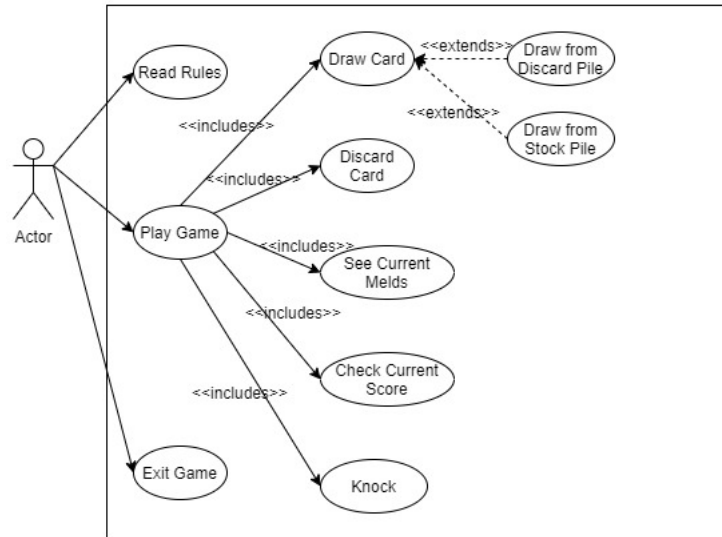 <<extends>>
Draw Card
Draw from
Discard Pile
Read Rules
<<extends>>
<<includes>>
Draw from
Stock Pile
Discard
Card
<<includes>>
Actor
Play Game
<<includes>>
See Current
Melds
<<includes>>
Check Current
Score
<<includes>>
Exit Game
Knock